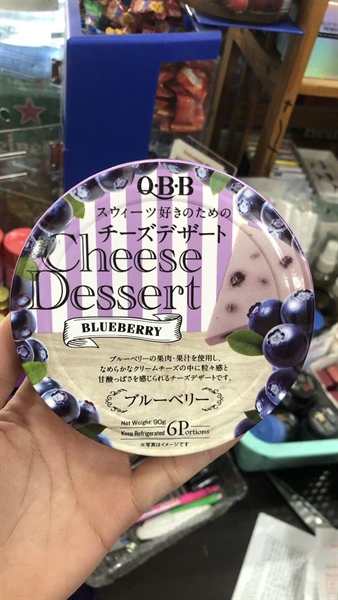 Q・B・B
スウィーツ好きのための
チーズデザート
Cheese
Dessert
BLUEBERRY
ブルーベリーの果肉・果汁を使用し、
なめらかなクリームチーズの中に粒々感と
甘酸っぱさを感じられるチーズデザートです。
ブルーベリー
Net Weight: 90g
Keep Refrigerated 6Portions
※写真はイメージです。